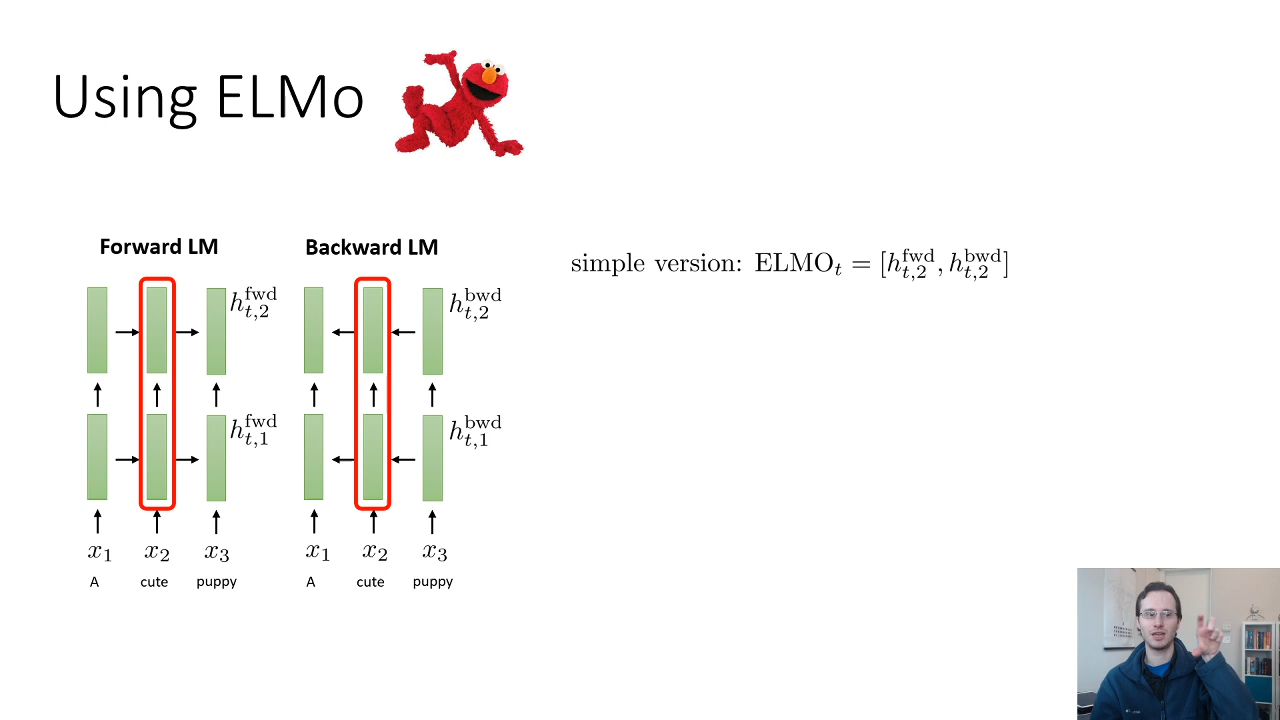 Using ELMo
Forward LM
Backward LM
simple version: ELMO_t = [h_{t,2}^{fwd}, h_{t,2}^{bwd}]
h_{t,2}^{fwd}
h_{t,2}^{bwd}
h_{t,1}^{fwd}
h_{t,1}^{bwd}
x_1 x_2 x_3
x_1 x_2 x_3
A cute puppy
A cute puppy